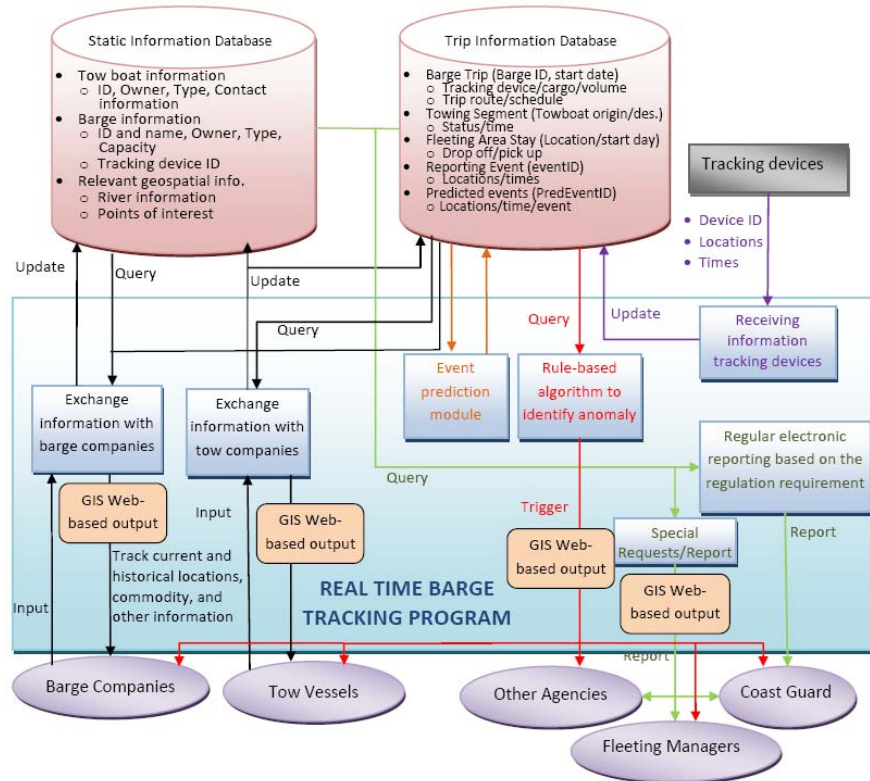 Static Information Database
• Tow boat information
o ID, Owner, Type, Contact
information
• Barge information
o ID and name, Owner, Type,
Capacity
o Tracking device ID
• Relevant geospatial info.
o River information
o Points of interest
Trip Information Database
• Barge Trip (Barge ID, start date)
o Tracking device/cargo/volume
o Trip route/schedule
• Towing Segment (Towboat origin/des.)
o Status/time
• Fleeting Area Stay (Location/start day)
o Drop off/pick up
• Reporting Event (eventID)
o Locations/times
• Predicted events (PredEventID)
o Locations/time/event
Tracking devices
• Device ID
• Locations
• Times
Update
Query
Update
Query
Query
Update
Receiving
information
tracking devices
Exchange
information with
barge companies
Exchange
information with
tow companies
Event
prediction
module
Rule-based
algorithm to
identify anomaly
Regular electronic
reporting based on the
regulation requirement
Query
GIS Web-
based output
Input
GIS Web-
based output
Trigger
GIS Web-
based output
Special
Requests/Report
Report
GIS Web-
based output
Track current and
historical locations,
commodity, and
other information
Input
REAL TIME BARGE
TRACKING PROGRAM
Report
Barge Companies
Tow Vessels
Other Agencies
Coast Guard
Fleeting Managers